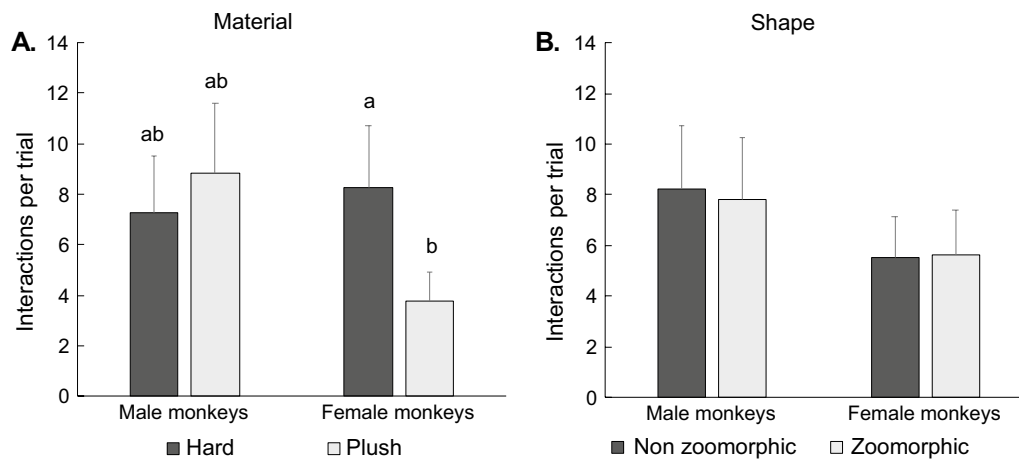 Material
A.
14
12
10
8
6
4
2
0
Interactions per trial
ab
ab
a
b
Male monkeys Female monkeys
Hard Plush
Shape
B.
14
12
10
8
6
4
2
0
Interactions per trial
Male monkeys Female monkeys
Non zoomorphic Zoomorphic